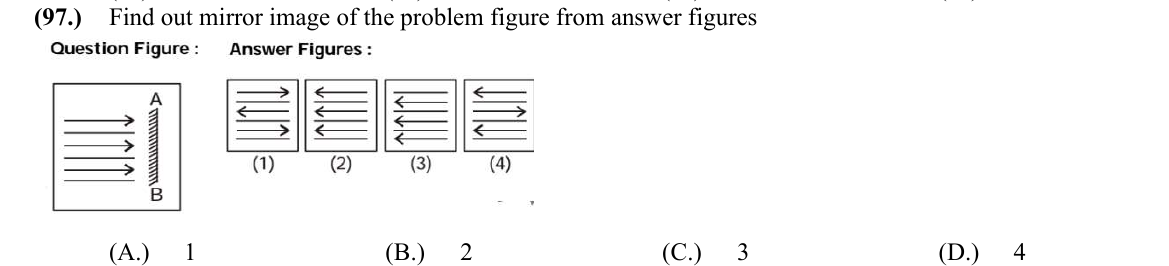 (97.) Find out mirror image of the problem figure from answer figures
Question Figure : Answer Figures :
A
B
(1) (2) (3) (4)
(A.) 1 (B.) 2 (C.) 3 (D.) 4